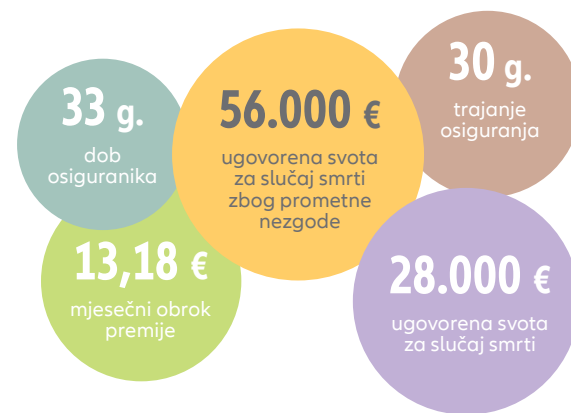 33 g.
dob
osiguranika
56.000 €
ugovorena svota
za slučaj smrti
zbog prometne
nezgode
30 g.
trajanje
osiguranja
13,18 €
mjesečni obrok
premije
28.000 €
ugovorena svota
za slučaj smrti